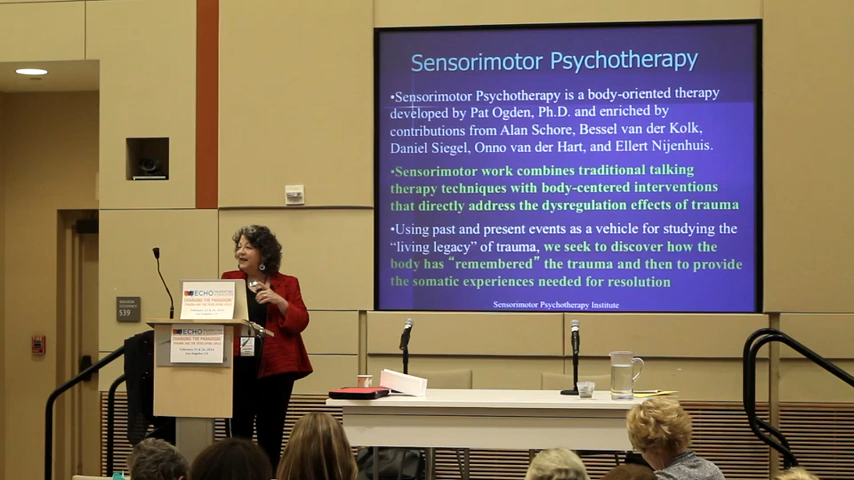 Sensorimotor Psychotherapy
•Sensorimotor Psychotherapy is a body-oriented therapy
developed by Pat Ogden, Ph.D. and enriched by
contributions from Alan Schore, Bessel van der Kolk,
Daniel Siegel, Onno van der Hart, and Ellert Nijenhuis.
•Sensorimotor work combines traditional talking
therapy techniques with body-centered interventions
that directly address the dysregulation effects of trauma
•Using past and present events as a vehicle for studying the
“living legacy” of trauma, we seek to discover how the
body has “remembered” the trauma and then to provide
the somatic experiences needed for resolution
Sensorimotor Psychotherapy Institute
539
ECHO
CHANGING THE PARADIGM
ECHO
CHANGING THE PARADIGM